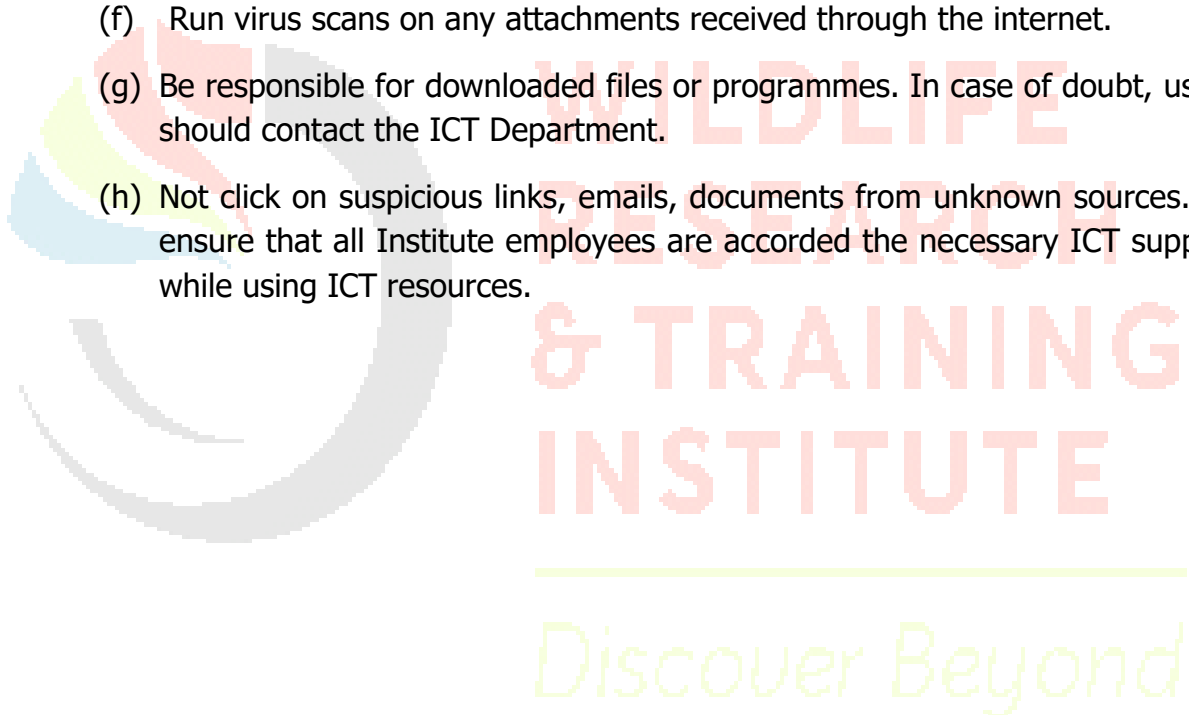 (f) Run virus scans on any attachments received through the internet.
(g) Be responsible for downloaded files or programmes. In case of doubt, us
should contact the ICT Department.
(h) Not click on suspicious links, emails, documents from unknown sources.
ensure that all Institute employees are accorded the necessary ICT supp
while using ICT resources.
WILDLIFE
RESEARCH
& TRAINING
INSTITUTE
Discover Beyond